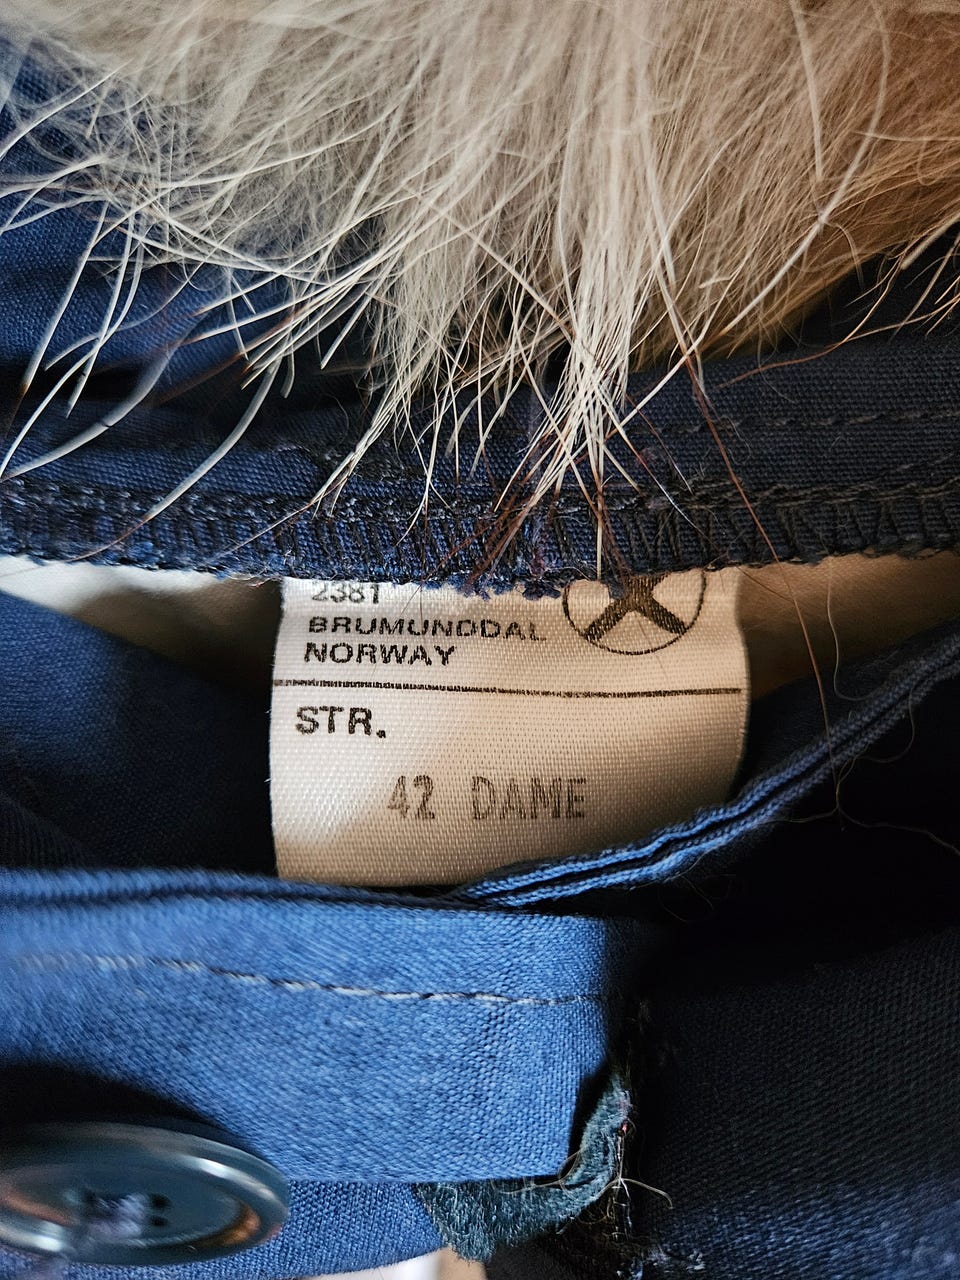 2381
BRUMUNDDAL
NORWAY
STR.
42 DAME